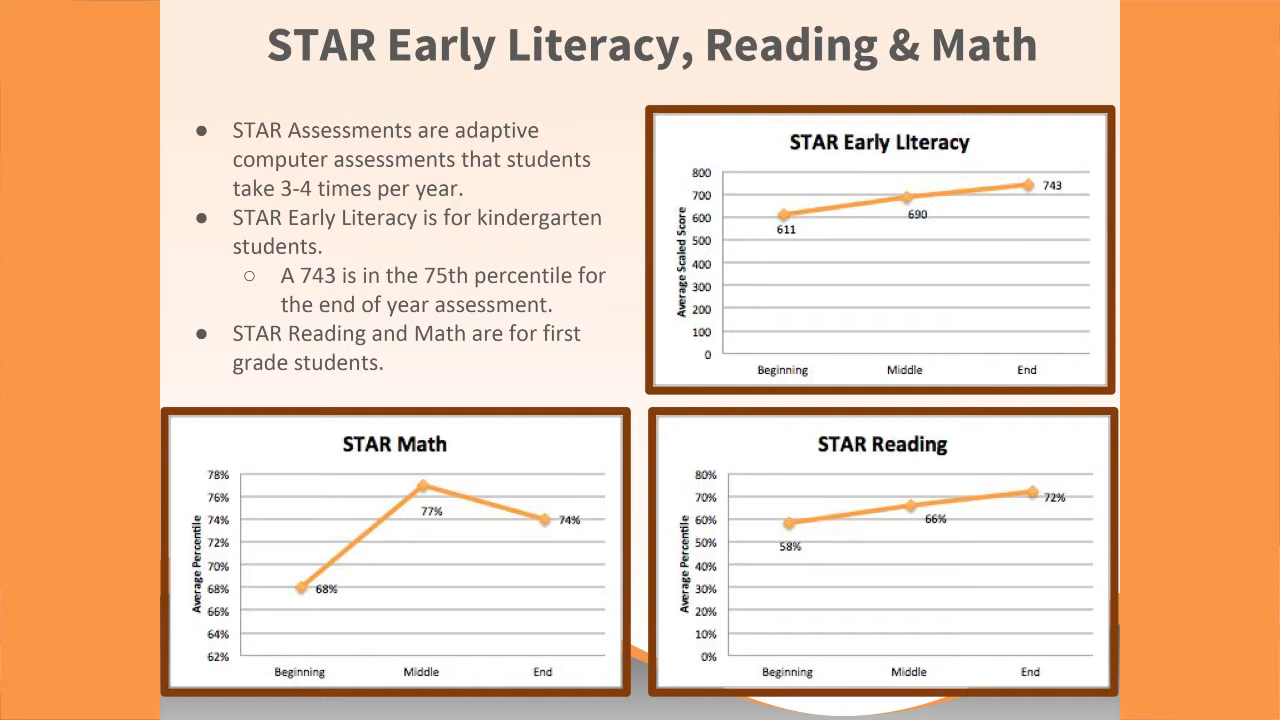 STAR Early Literacy, Reading & Math
● STAR Assessments are adaptive
computer assessments that students
take 3-4 times per year.
● STAR Early Literacy is for kindergarten
students.
○ A 743 is in the 75th percentile for
the end of year assessment.
● STAR Reading and Math are for first
grade students.
STAR Early LIteracy
Average Scaled Score
800
700
600
500
400
300
200
100
0
611
690
743
Beginning Middle End
STAR Math
Average Percentile
78%
76%
74%
72%
70%
68%
66%
64%
62%
68%
77%
74%
Beginning Middle End
STAR Reading
Average Percentile
80%
70%
60%
50%
40%
30%
20%
10%
0%
58%
66%
72%
Beginning Middle End